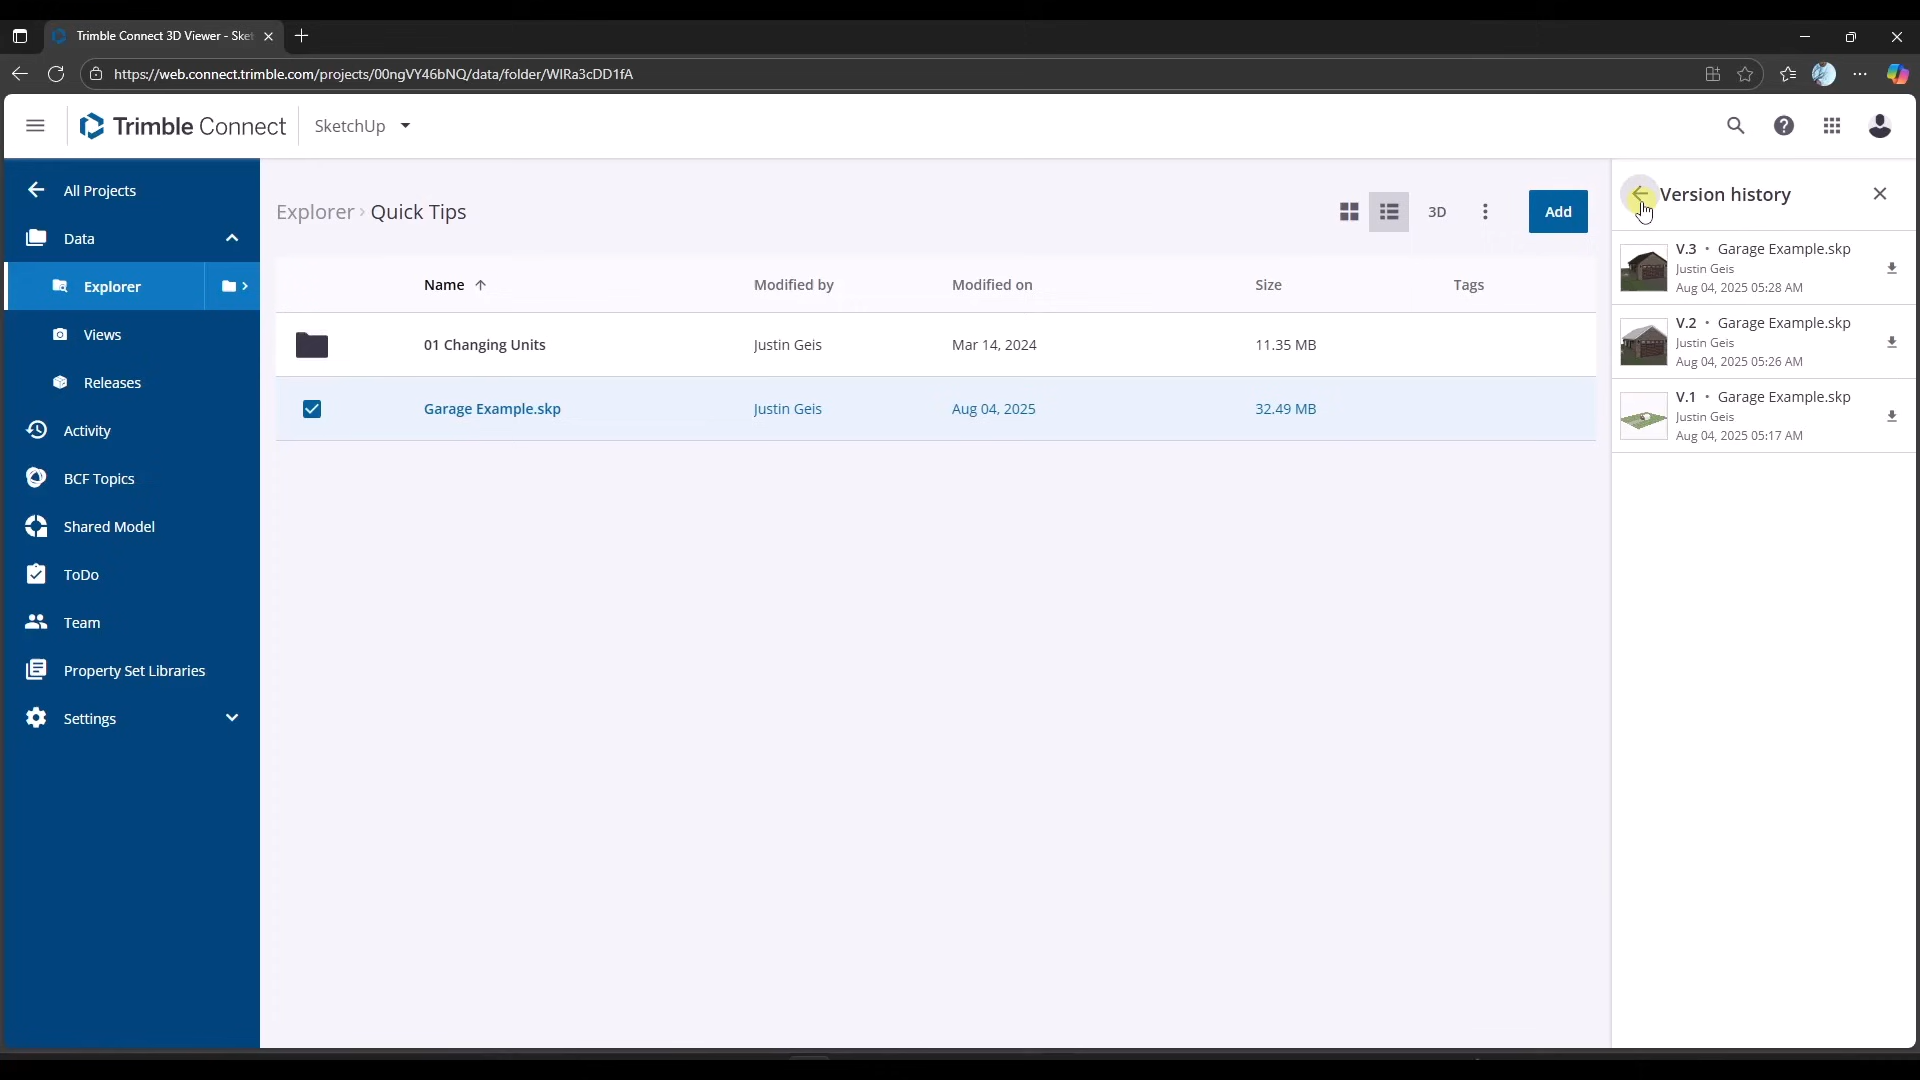 Trimble Connect 3D Viewer - Sket
https://web.connect.trimble.com/projects/00ngVY46bNQ/data/folder/WIRa3cDD1fA
Trimble Connect
SketchUp
All Projects
Data
Explorer
Views
Releases
Activity
BCF Topics
Shared Model
ToDo
Team
Property Set Libraries
Settings
Explorer › Quick Tips
3D
Add
Name Modified by Modified on Size Tags
01 Changing Units Justin Geis Mar 14, 2024 11.35 MB
Garage Example.skp Justin Geis Aug 04, 2025 32.49 MB
Version history
V.3 • Garage Example.skp
Justin Geis
Aug 04, 2025 05:28 AM
V.2 • Garage Example.skp
Justin Geis
Aug 04, 2025 05:26 AM
V.1 • Garage Example.skp
Justin Geis
Aug 04, 2025 05:17 AM